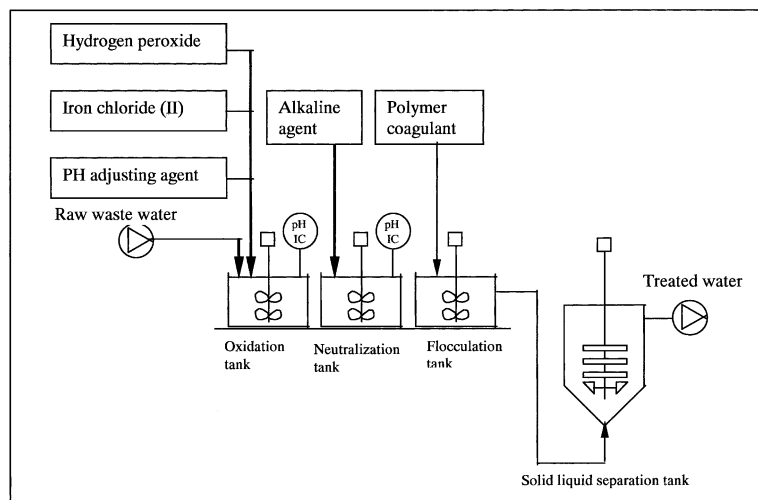 Hydrogen peroxide
Iron chloride (II)
PH adjusting agent
Alkaline
agent
Polymer
coagulant
Raw waste water
pH
IC
pH
IC
Treated water
Oxidation
tank
Neutralization
tank
Flocculation
tank
Solid liquid separation tank